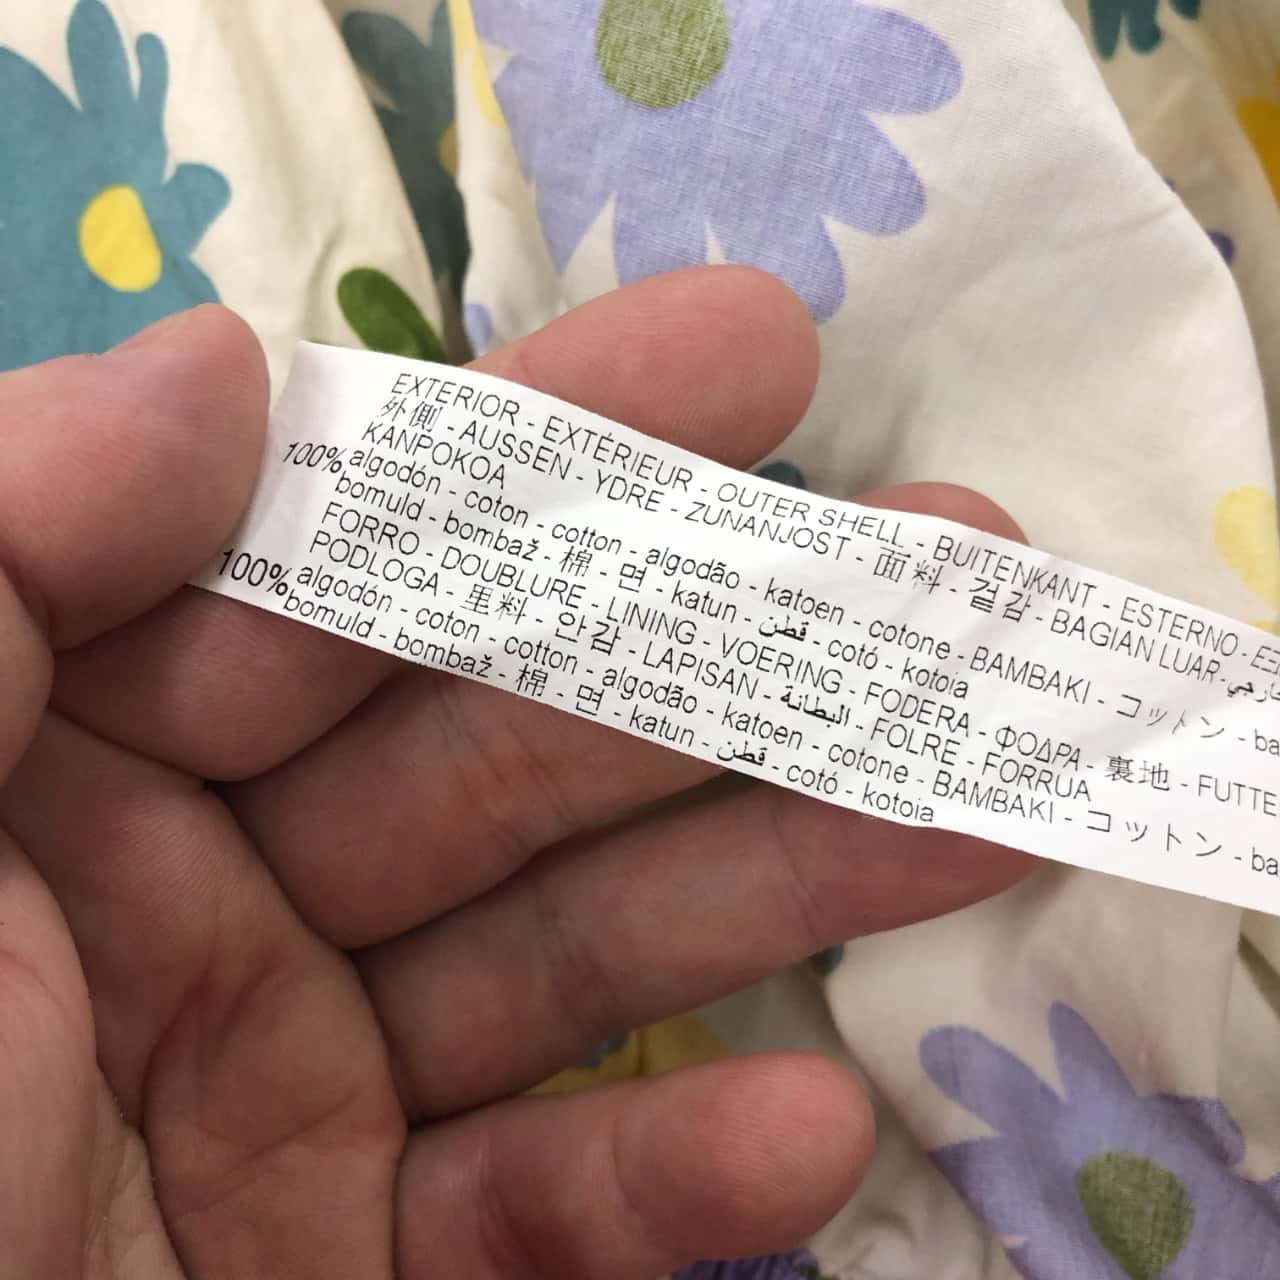 EXTERIOR - EXTÉRIEUR - OUTER SHELL - BUITENKANT - ESTERNO -
外側 - AUSSEN - YDRE - ZUNANJOST - 面料 - 겉감 - BAGIAN LUAR -
KANPOKOA
100% algodón - coton - cotton - algodão - katoen - cotone - BAMBAKI - コットン - ba
bomuld - bombaž - 棉 - 면 - katun - قطن - cotó - kotoia
FORRO - DOUBLURE - LINING - VOERING - FODERA - ΦΟΔΡΑ - 裏地 - FUTTE
PODLOGA - 里料 - 안감 - LAPISAN - البطانة - FOLRE - FORRUA
100% algodón - coton - cotton - algodão - katoen - cotone - BAMBAKI - コットン - ba
bomuld - bombaž - 棉 - 면 - katun - قطن - cotó - kotoia